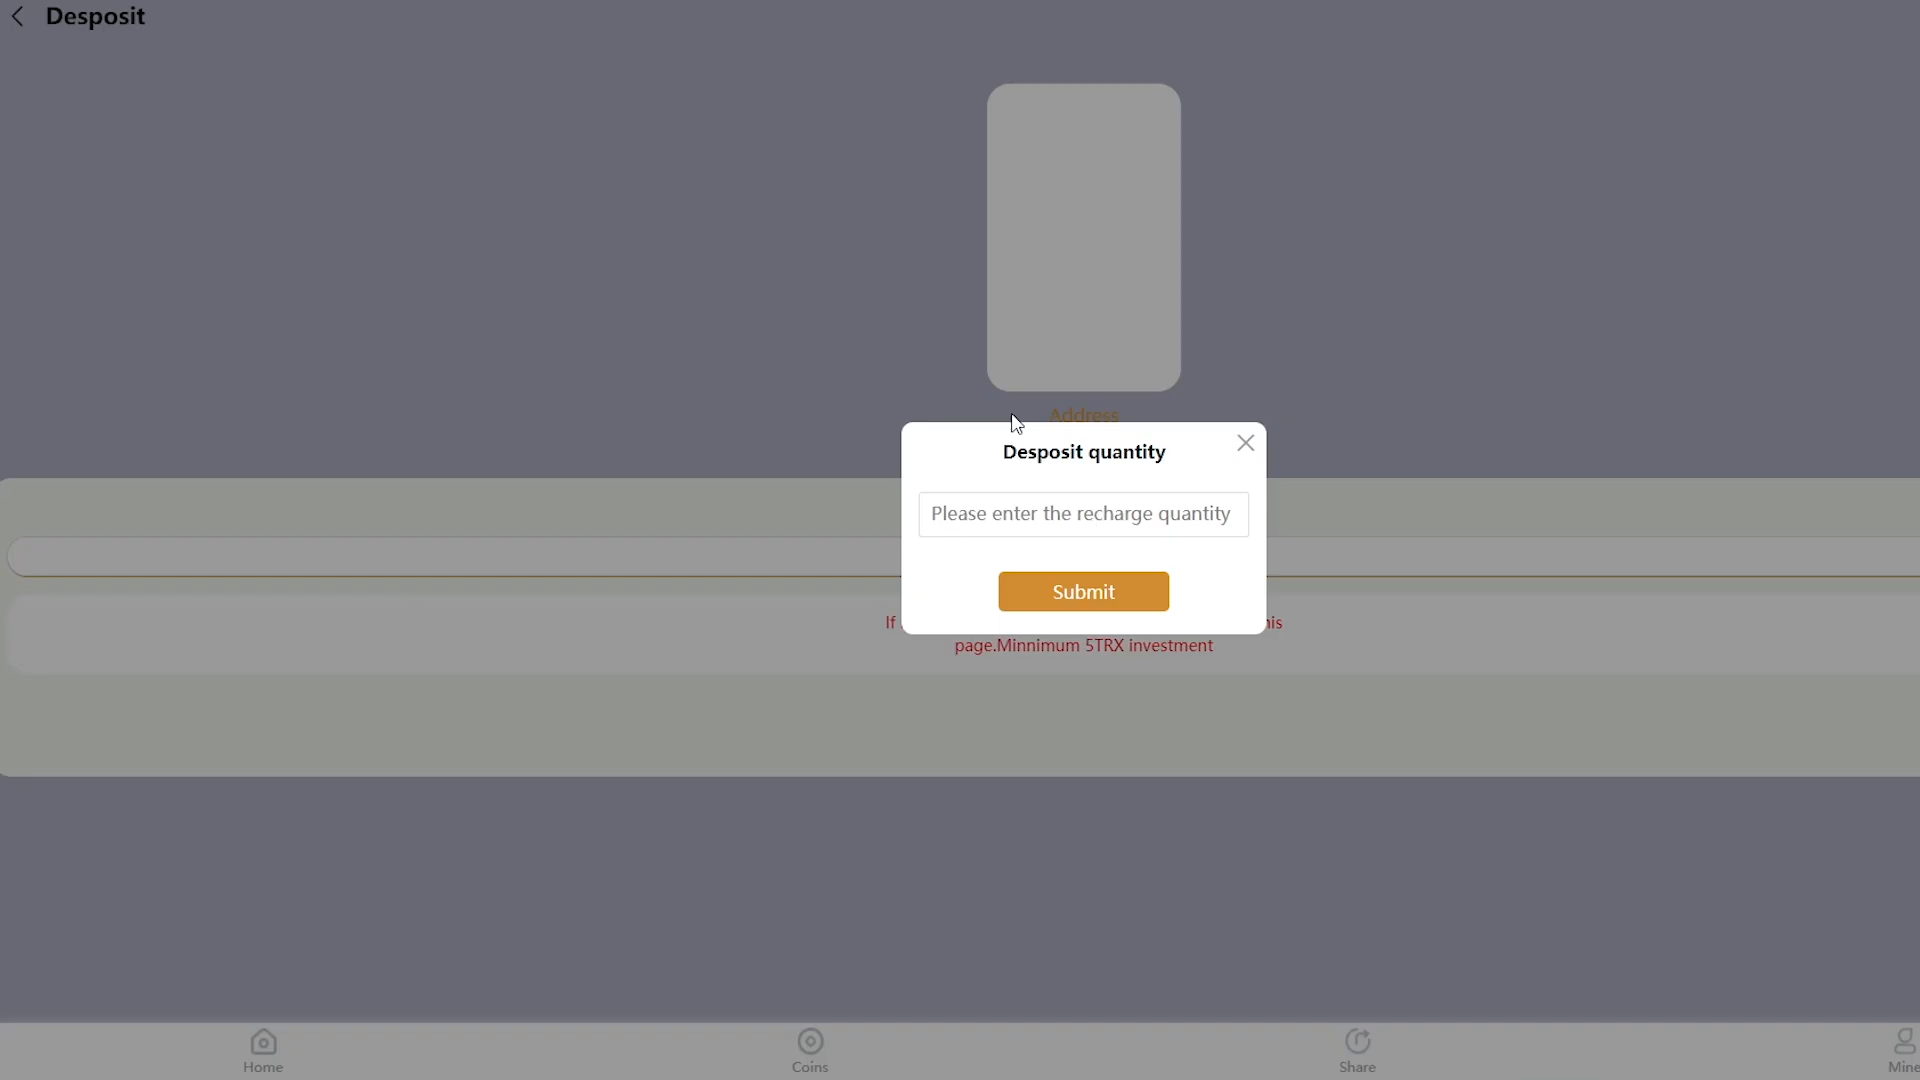 Desposit
Address
Desposit quantity
Please enter the recharge quantity
Submit
If
his
page.Minnimum 5TRX investment
Home
Coins
Share
Mine